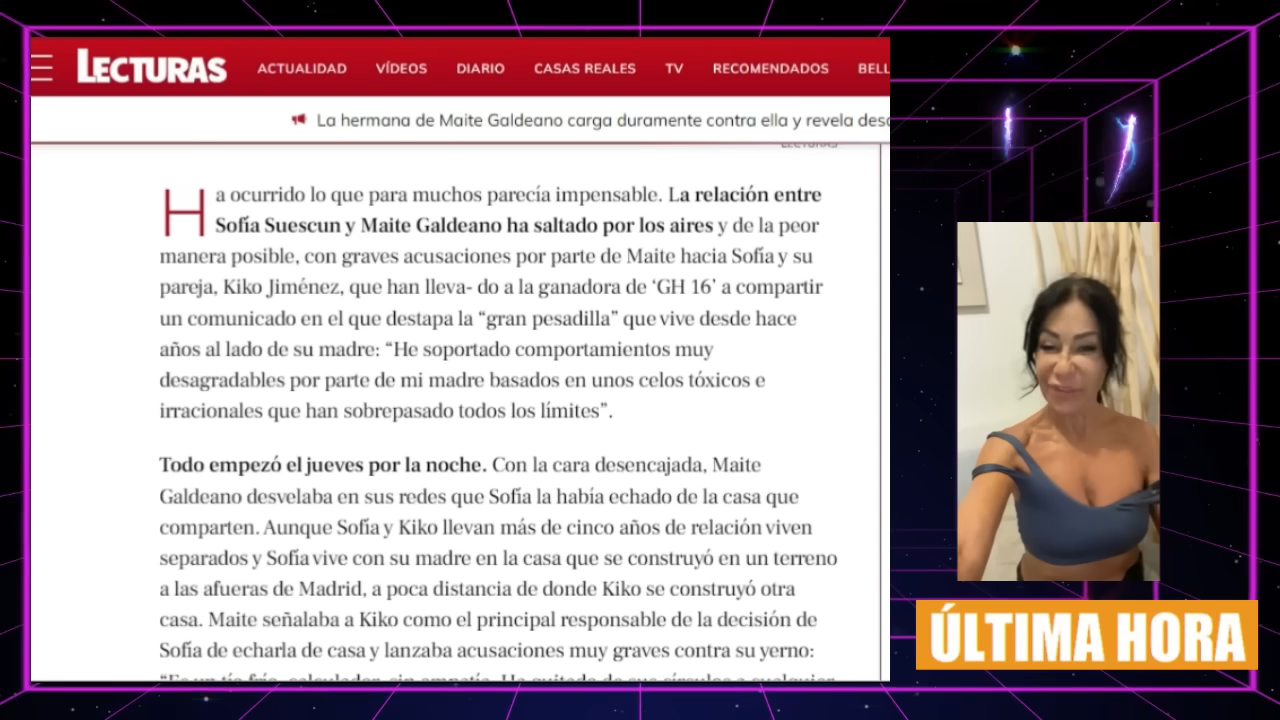 LECTURAS
ACTUALIDAD VÍDEOS DIARIO CASAS REALES TV RECOMENDADOS BELL
La hermana de Maite Galdeano carga duramente contra ella y revela
LECTURAS
Ha ocurrido lo que para muchos parecía impensable. La relación entre
Sofía Suescun y Maite Galdeano ha saltado por los aires y de la peor
manera posible, con graves acusaciones por parte de Maite hacia Sofía y su
pareja, Kiko Jiménez, que han lleva- do a la ganadora de ‘GH 16’ a compartir
un comunicado en el que destapa la “gran pesadilla” que vive desde hace
años al lado de su madre: “He soportado comportamientos muy
desagradables por parte de mi madre basados en unos celos tóxicos e
irracionales que han sobrepasado todos los límites”.
Todo empezó el jueves por la noche. Con la cara desencajada, Maite
Galdeano desvelaba en sus redes que Sofía la había echado de la casa que
comparten. Aunque Sofía y Kiko llevan más de cinco años de relación viven
separados y Sofía vive con su madre en la casa que se construyó en un terreno
a las afueras de Madrid, a poca distancia de donde Kiko se construyó otra
casa. Maite señalaba a Kiko como el principal responsable de la decisión de
Sofía de echarla de casa y lanzaba acusaciones muy graves contra su yerno:
ÚLTIMA HORA